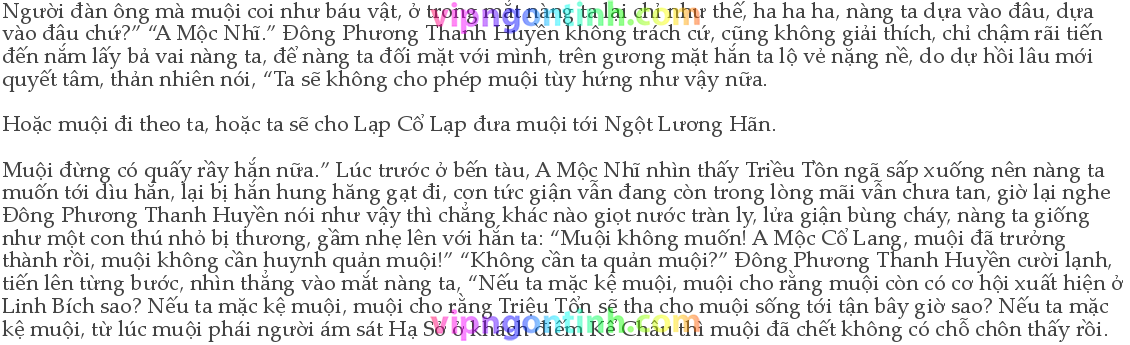 Người đàn ông mà muội coi như báu vật, ở trong mắt nàng ta lại chỉ như thế, ha ha ha, nàng ta dựa vào đâu, dựa
vipngontinh.com
vào đâu chứ?” “A Mộc Nhĩ.” Đông Phương Thanh Huyền không trách cứ, cũng không giải thích, chỉ chậm rãi tiến
đến nắm lấy bả vai nàng ta, để nàng ta đối mặt với mình, trên gương mặt hắn ta lộ vẻ nặng nề, do dự hồi lâu mới
quyết tâm, thản nhiên nói, “Ta sẽ không cho phép muội tùy hứng như vậy nữa.
Hoặc muội đi theo ta, hoặc ta sẽ cho Lạp Cổ Lạp đưa muội tới Ngột Lương Hãn.
Muội đừng có quấy rầy hắn nữa.” Lúc trước ở bến tàu, A Mộc Nhĩ nhìn thấy Triều Tôn ngã sấp xuống nên nàng ta
muốn tới dìu hắn, lại bị hắn hung hăng gạt đi, cơn tức giận vẫn đang còn trong lòng mãi vẫn chưa tan, giờ lại nghe
Đông Phương Thanh Huyền nói như vậy thì chẳng khác nào giọt nước tràn ly, lửa giận bùng cháy, nàng ta giống
như một con thú nhỏ bị thương, gầm nhẹ lên với hắn ta: “Muội không muốn! A Mộc Cổ Lang, muội đã trưởng
thành rồi, muội không cần huynh quản muội!” “Không cần ta quản muội?” Đông Phương Thanh Huyền cười lạnh,
tiến lên từng bước, nhìn thẳng vào mắt nàng ta, “Nếu ta mặc kệ muội, muội cho rằng muội còn có cơ hội xuất hiện ở
Linh Bích sao? Nếu ta mặc kệ muội, muội cho rằng Triệu Tổn sẽ tha cho muội sống tới tận bây giờ sao? Nếu ta mặc
kệ muội, từ lúc muội phái người ám sát Hạ Sơ ở khách điếm Kế Châu thì muội đã chết không có chỗ chôn thấy rồi.
vipngontinh.com